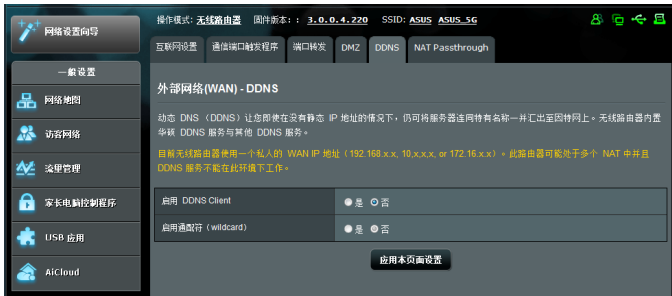 网络设置向导
操作模式: 无线路由器 固件版本: : 3.0.0.4.220 SSID: ASUS ASUS_5G
互联网设置 通信端口触发程序 端口转发 DMZ DDNS NAT Passthrough
一般设置
网络地图
访客网络
流量管理
家长电脑控制程序
USB 应用
AiCloud
外部网络(WAN) - DDNS
动态 DNS (DDNS) 让您即使在没有静态 IP 地址的情况下，仍可将服务器连同特有名称一并汇出至因特网上。无线路由器内置
华硕 DDNS 服务与其他 DDNS 服务。
目前无线路由器使用一个私人的 WAN IP 地址 (192.168.x.x, 10,x,x,x, or 172.16.x.x) 。此路由器可能处于多个 NAT 中并且
DDNS 服务不能在此环境下工作。
启用 DDNS Client 是 否
启用通配符 (wildcard) 是 否
应用本页面设置